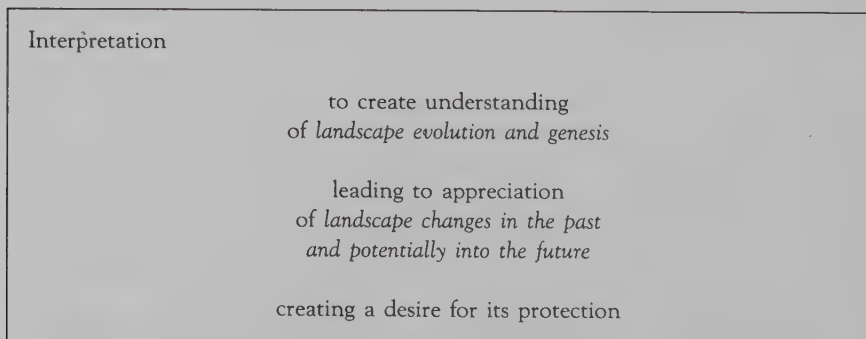 Interpretation
to create understanding
of landscape evolution and genesis
leading to appreciation
of landscape changes in the past
and potentially into the future
creating a desire for its protection